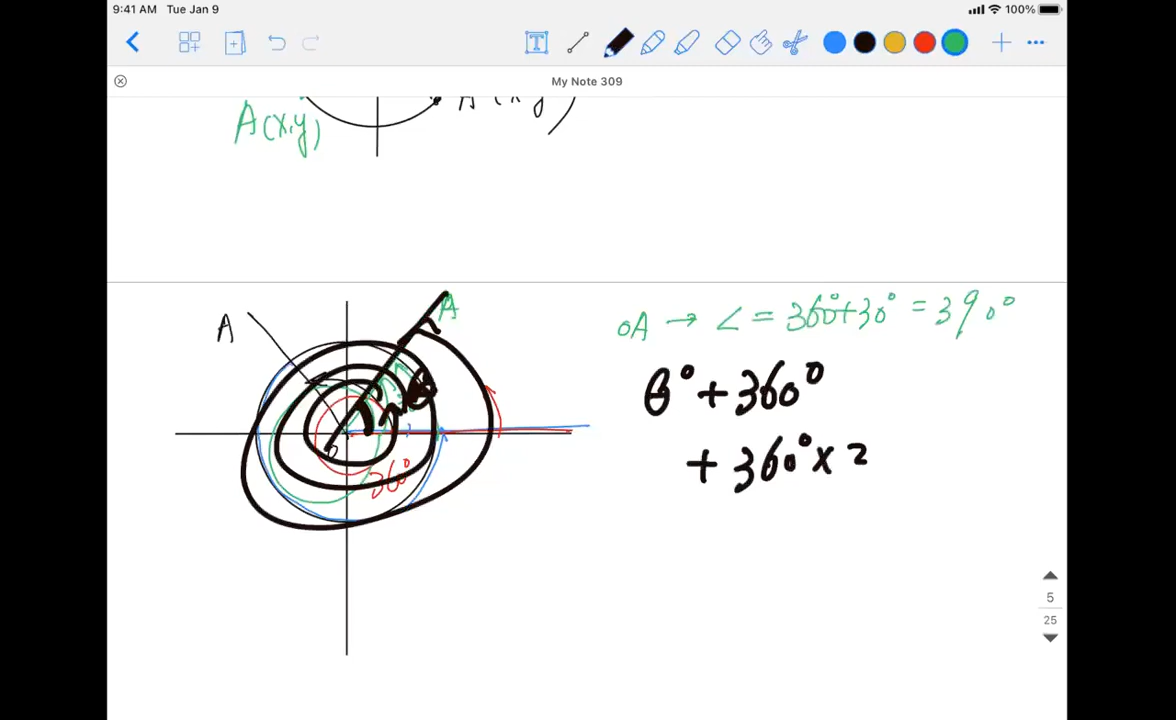 9:41 AM Tue Jan 9
100%
My Note 309
A(x,y)
A
A
OA → ∠ = 360°+30° = 390°
θ° + 360°
+ 360° x 2
O
360°
5
25